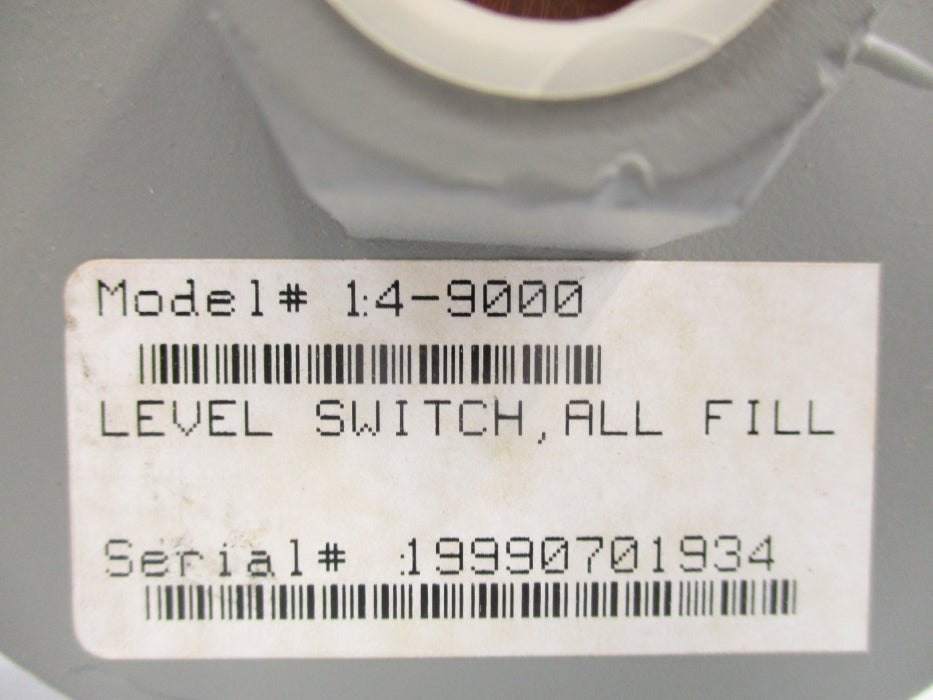 Model# 14-9000
LEVEL SWITCH,ALL FILL
Serial# 19990701934